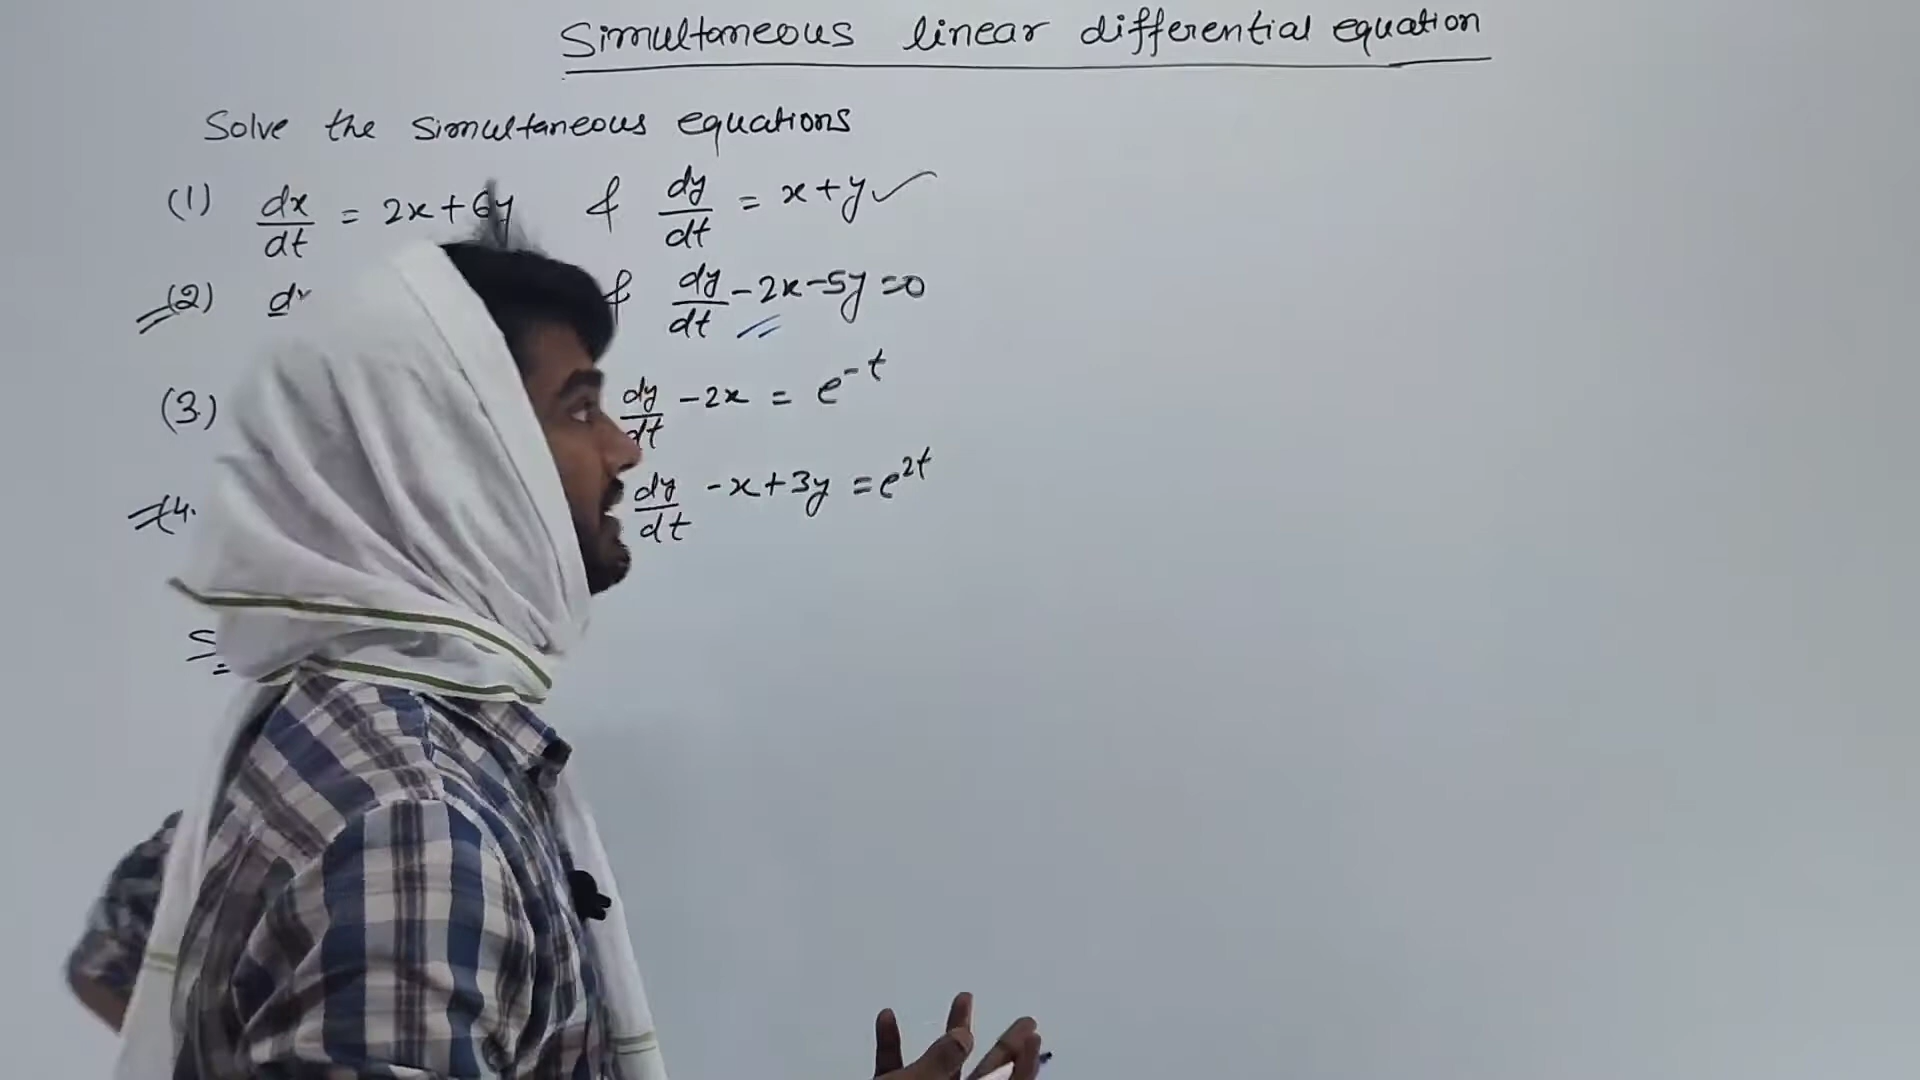 Simultaneous linear differential equation
Solve the simultaneous equations
(1) dx/dt = 2x+6y & dy/dt = x+y
(2) & dy/dt -2x-5y=0
(3) dy/dt -2x = e^-t
(4. dy/dt -x+3y = e^2t